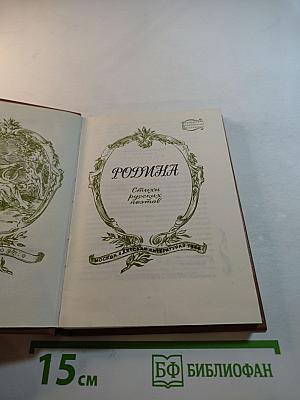 РОДИНА
Стихи
русских
поэтов
МОСКВА «ДЕТСКАЯ ЛИТЕРАТУРА»
15 см
БФ БИБЛИОФАН